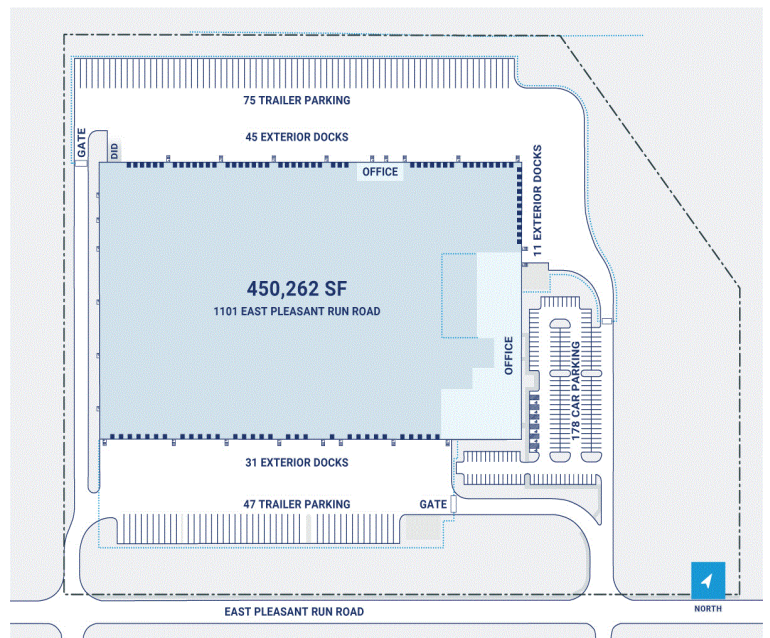 75 TRAILER PARKING
45 EXTERIOR DOCKS
GATE
DID
OFFICE
11 EXTERIOR DOCKS
450,262 SF
1101 EAST PLEASANT RUN ROAD
OFFICE
178 CAR PARKING
31 EXTERIOR DOCKS
47 TRAILER PARKING
GATE
NORTH
EAST PLEASANT RUN ROAD